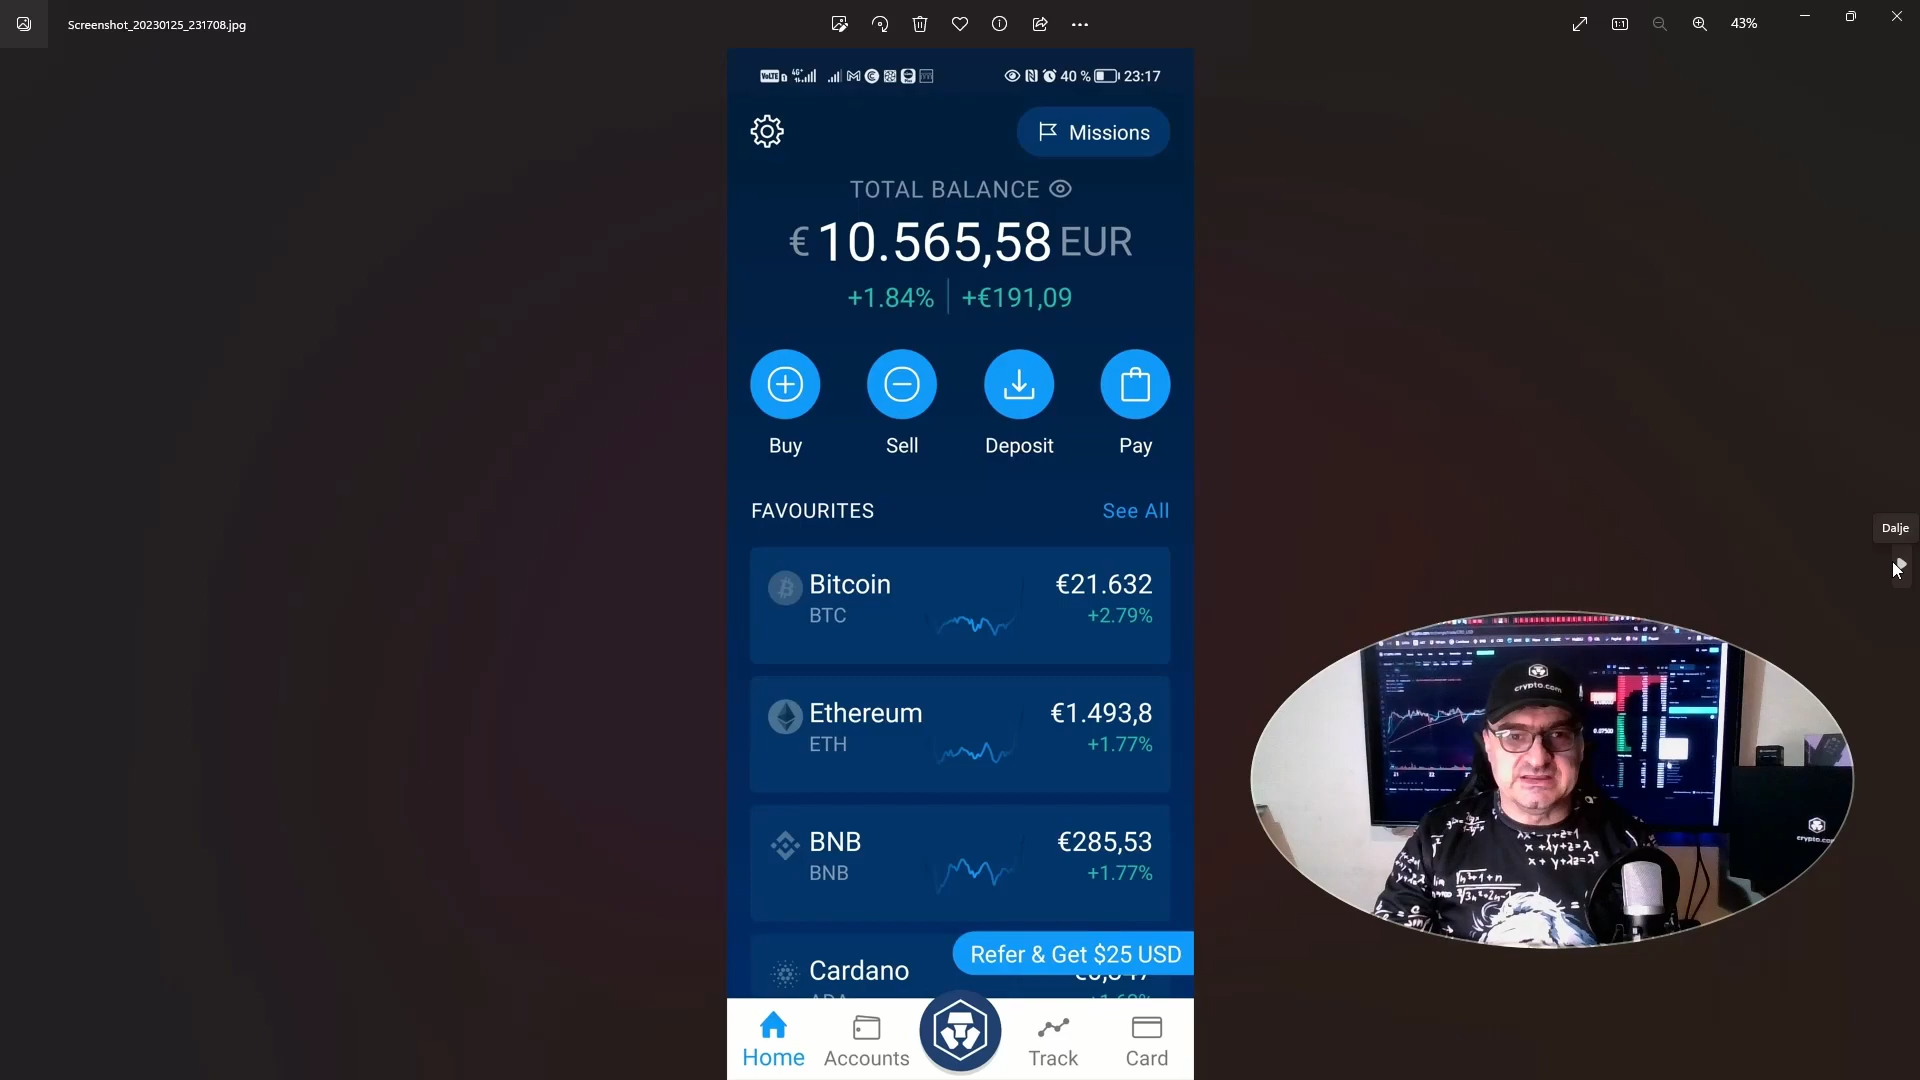 Screenshot_20230125_231708.jpg
43%
40 % 23:17
Missions
TOTAL BALANCE
€ 10.565,58 EUR
+1.84% +€191,09
Buy Sell Deposit Pay
FAVOURITES See All
Bitcoin €21.632
BTC +2.79%
Ethereum €1.493,8
ETH +1.77%
BNB €285,53
BNB +1.77%
Cardano
Refer & Get $25 USD
Home Accounts Track Card
Dalje
crypto.com